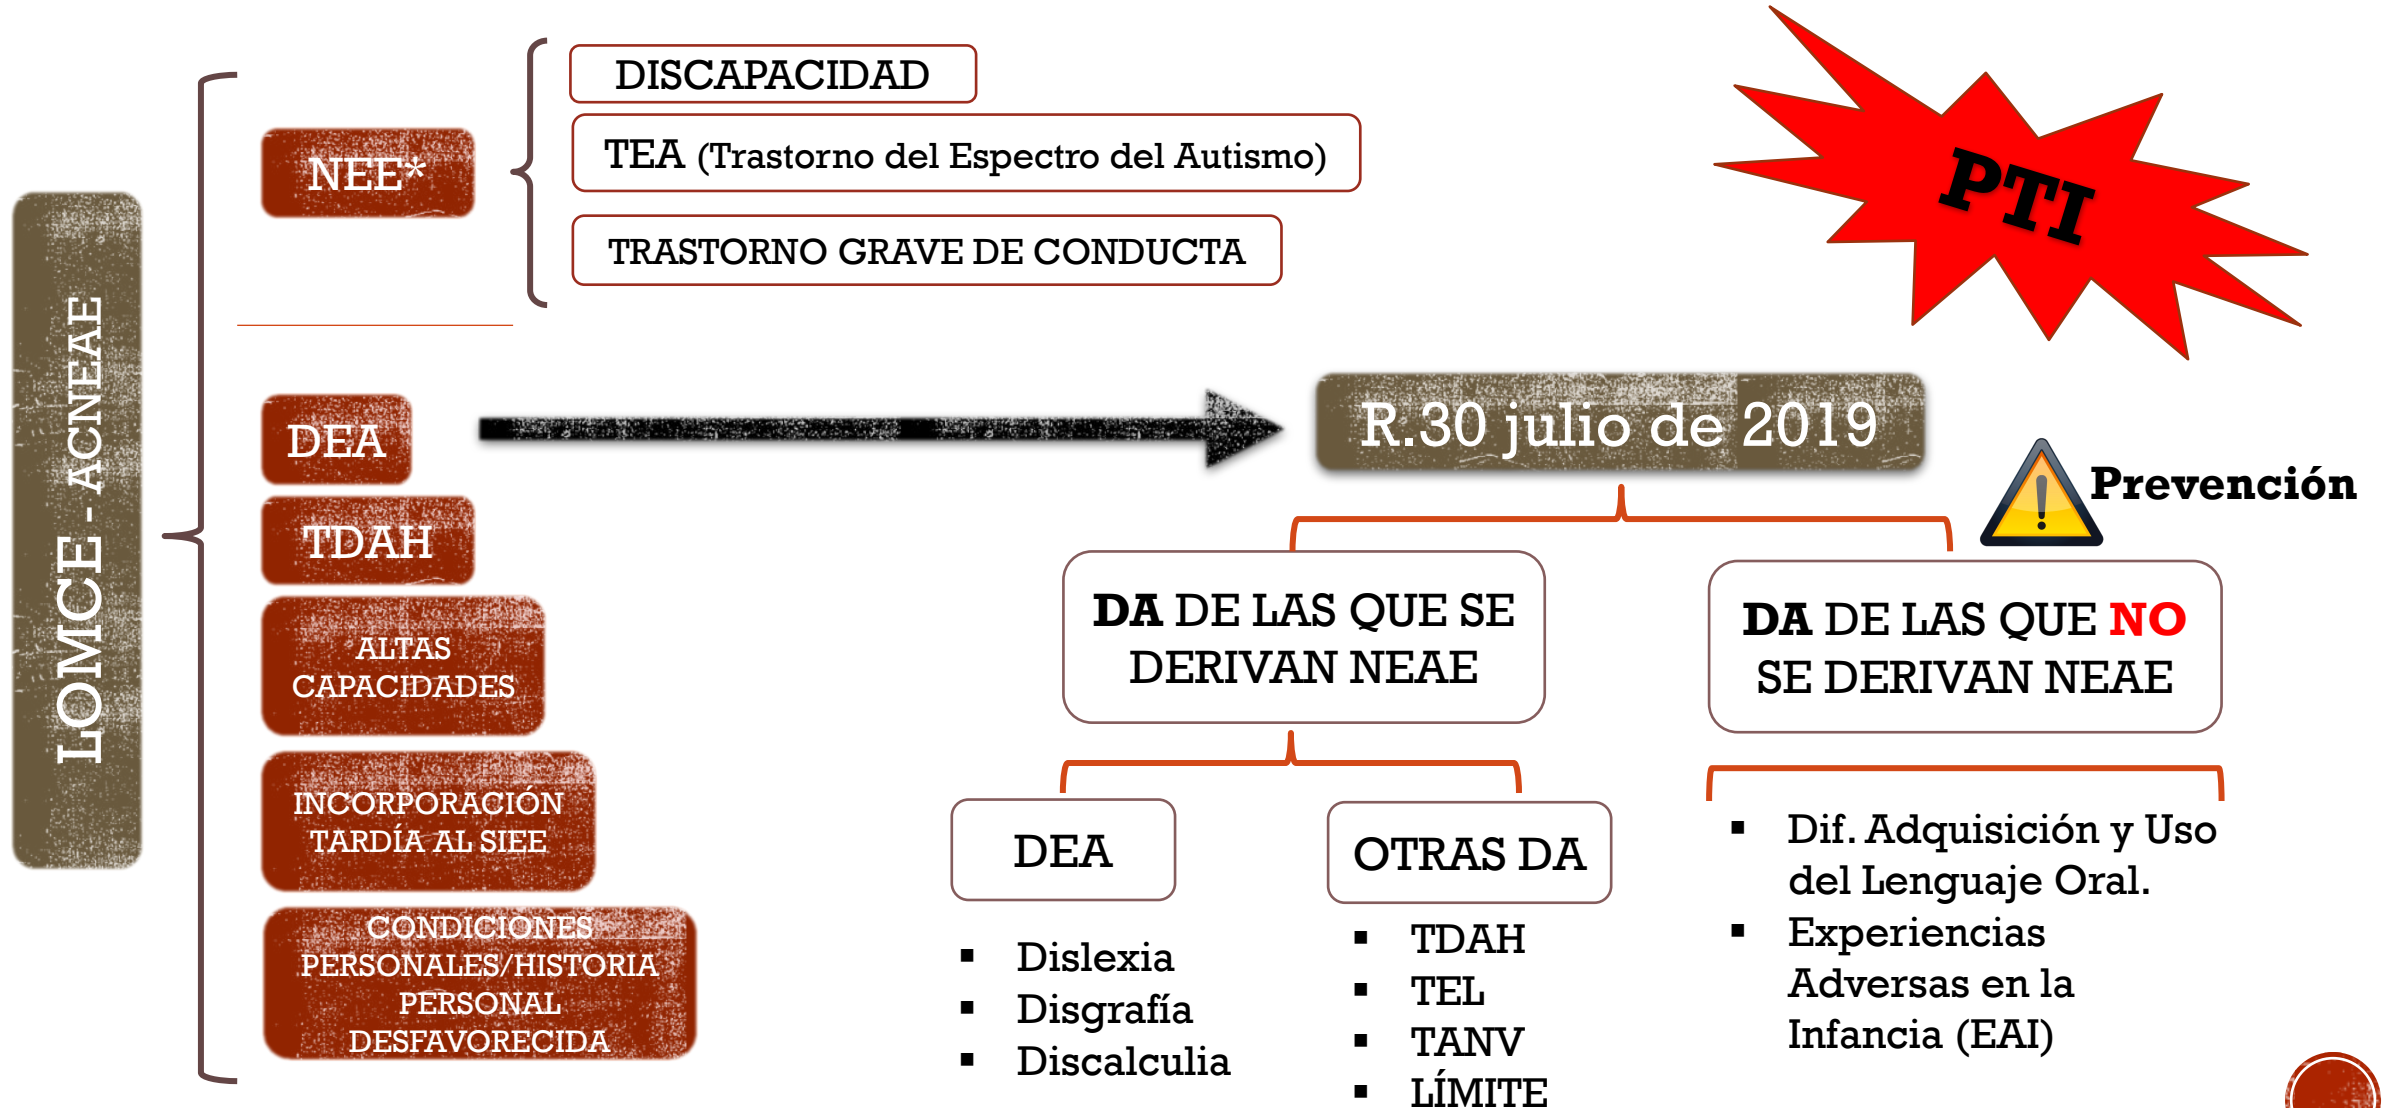 LOMCE - ACNEAE
NEE*
DISCAPACIDAD
TEA (Trastorno del Espectro del Autismo)
TRASTORNO GRAVE DE CONDUCTA
PTI
DEA
TDAH
ALTAS
CAPACIDADES
INCORPORACIÓN
TARDÍA AL SIEE
CONDICIONES
PERSONALES/HISTORIA
PERSONAL
DESFAVORECIDA
R.30 julio de 2019
Prevención
DA DE LAS QUE SE
DERIVAN NEAE
DA DE LAS QUE NO
SE DERIVAN NEAE
DEA
▪ Dislexia
▪ Disgrafía
▪ Discalculia
OTRAS DA
▪ TDAH
▪ TEL
▪ TANV
▪ LÍMITE
▪ Dif. Adquisición y Uso
del Lenguaje Oral.
▪ Experiencias
Adversas en la
Infancia (EAI)